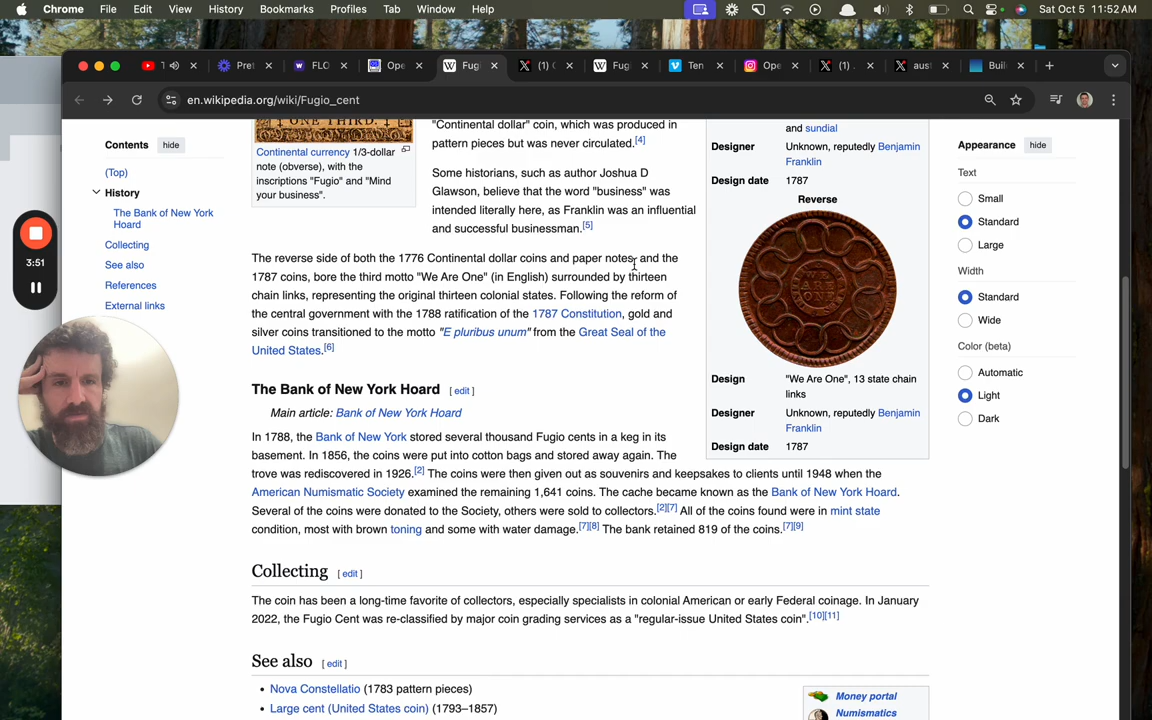 Chrome File Edit View History Bookmarks Profiles Tab Window Help
Sat Oct 5 11:52 AM
T
Pret
FLO
Ope
Fugi
(1) C
Fug
Ten
Ope
(1)
aust
Buil
en.wikipedia.org/wiki/Fugio_cent
3:51
Contents hide
(Top)
History
The Bank of New York
Hoard
Collecting
See also
References
External links
ONE THIRD.
Continental currency 1/3-dollar
note (obverse), with the
inscriptions "Fugio" and "Mind
your business".
"Continental dollar" coin, which was produced in
pattern pieces but was never circulated.[4]
Some historians, such as author Joshua D
Glawson, believe that the word "business" was
intended literally here, as Franklin was an influential
and successful businessman.[5]
The reverse side of both the 1776 Continental dollar coins and paper notes, and the
1787 coins, bore the third motto "We Are One" (in English) surrounded by thirteen
chain links, representing the original thirteen colonial states. Following the reform of
the central government with the 1788 ratification of the 1787 Constitution, gold and
silver coins transitioned to the motto "E pluribus unum" from the Great Seal of the
United States.[6]
The Bank of New York Hoard [ edit ]
Main article: Bank of New York Hoard
In 1788, the Bank of New York stored several thousand Fugio cents in a keg in its
basement. In 1856, the coins were put into cotton bags and stored away again. The
trove was rediscovered in 1926.[2] The coins were then given out as souvenirs and keepsakes to clients until 1948 when the
American Numismatic Society examined the remaining 1,641 coins. The cache became known as the Bank of New York Hoard.
Several of the coins were donated to the Society, others were sold to collectors.[2][7] All of the coins found were in mint state
condition, most with brown toning and some with water damage.[7][8] The bank retained 819 of the coins.[7][9]
Collecting [ edit ]
The coin has been a long-time favorite of collectors, especially specialists in colonial American or early Federal coinage. In January
2022, the Fugio Cent was re-classified by major coin grading services as a "regular-issue United States coin".[10][11]
See also [ edit ]
• Nova Constellatio (1783 pattern pieces)
• Large cent (United States coin) (1793–1857)
and sundial
Designer Unknown, reputedly Benjamin
Franklin
Design date 1787
Reverse
WE
ARE
ONE
Design "We Are One", 13 state chain
links
Designer Unknown, reputedly Benjamin
Franklin
Design date 1787
Money portal
Numismatics
Appearance hide
Text
Small
Standard
Large
Width
Standard
Wide
Color (beta)
Automatic
Light
Dark